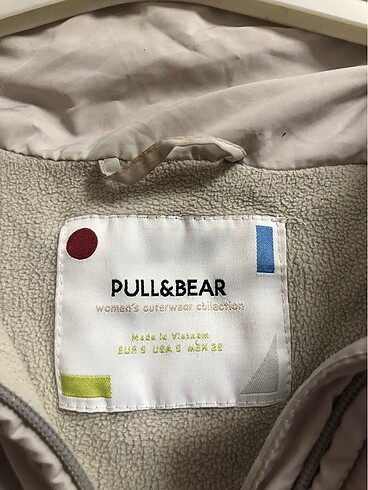 PULL&BEAR
women's outerwear collection
Made in Vietnam
EUR S USA S MEX 26